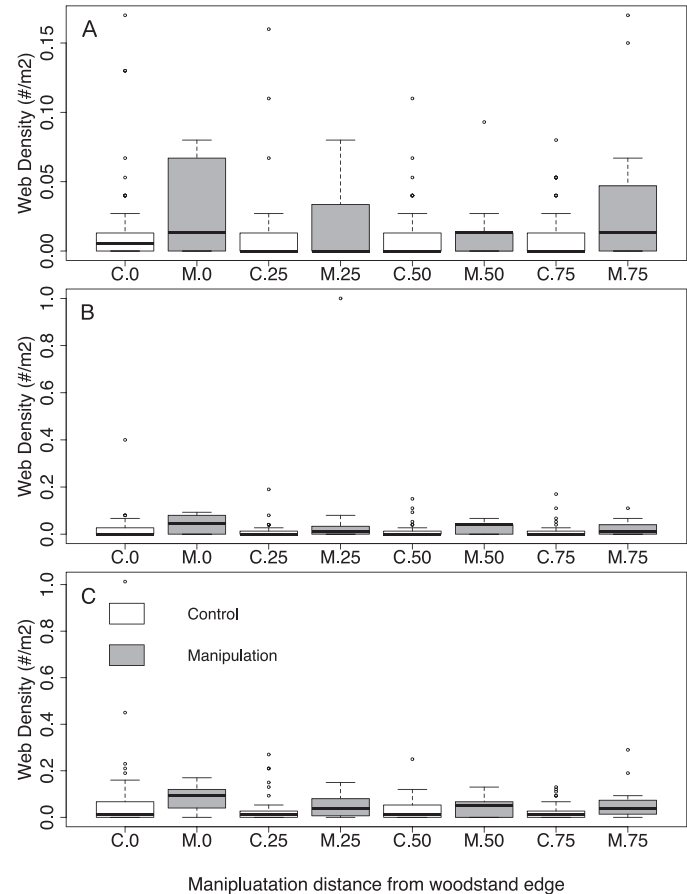 A
Web Density (#/m2)
0.15
0.10
0.05
0.00
C.0 M.0 C.25 M.25 C.50 M.50 C.75 M.75
B
Web Density (#/m2)
1.0
0.8
0.6
0.4
0.2
0.0
C.0 M.0 C.25 M.25 C.50 M.50 C.75 M.75
C
Web Density (#/m2)
1.0
0.8
0.6
0.4
0.2
0.0
Control
Manipulation
C.0 M.0 C.25 M.25 C.50 M.50 C.75 M.75
Manipluatation distance from woodstand edge